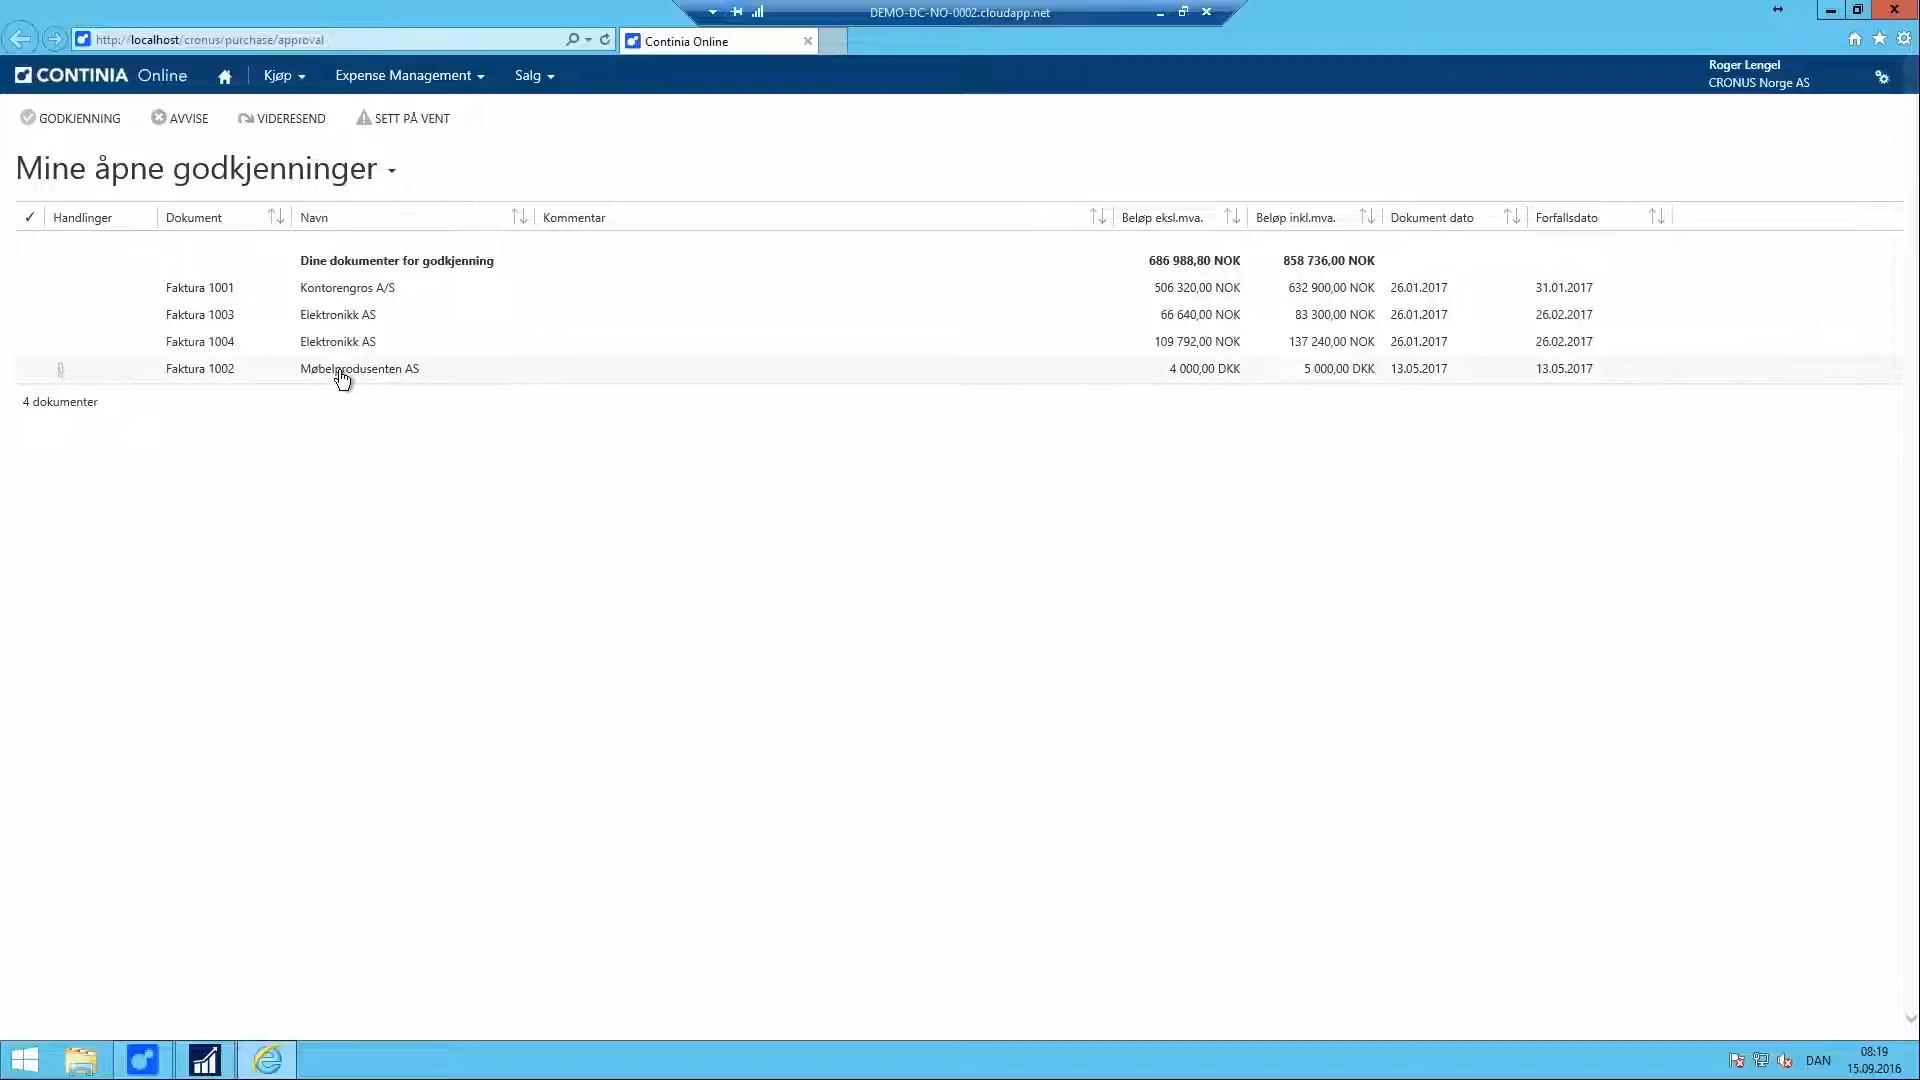 DEMO-DC-NO-0002.cloudapp.net
http://localhost/cronus/purchase/approval
Continia Online
CONTINIA Online
Kjøp
Expense Management
Salg
Roger Lengel
CRONUS Norge AS
GODKJENNING
AVVISE
VIDERESEND
SETT PÅ VENT
Mine åpne godkjenninger
Handlinger Dokument Navn Kommentar Beløp eksl.mva. Beløp inkl.mva. Dokument dato Forfallsdato
Dine dokumenter for godkjenning 686 988,80 NOK 858 736,00 NOK
Faktura 1001 Kontorengros A/S 506 320,00 NOK 632 900,00 NOK 26.01.2017 31.01.2017
Faktura 1003 Elektronikk AS 66 640,00 NOK 83 300,00 NOK 26.01.2017 26.02.2017
Faktura 1004 Elektronikk AS 109 792,00 NOK 137 240,00 NOK 26.01.2017 26.02.2017
Faktura 1002 Møbelprodusenten AS 4 000,00 DKK 5 000,00 DKK 13.05.2017 13.05.2017
4 dokumenter
DAN
08:19
15.09.2016